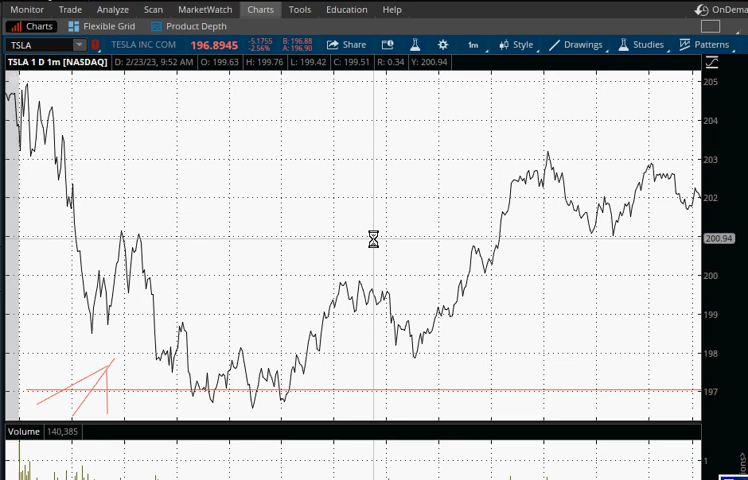 Monitor Trade Analyze Scan MarketWatch Charts Tools Education Help OnDema
Charts Flexible Grid Product Depth
TSLA TESLA INC COM 196.8945 -5.1755 -2.56% B: 196.88 A: 196.90 Share 1m Style Drawings Studies Patterns
TSLA 1 D 1m [NASDAQ] D: 2/23/23, 9:52 AM O: 199.63 H: 199.76 L: 199.42 C: 199.51 R: 0.34 Y: 200.94
205
204
203
202
200.94
200
199
198
197
Volume 140,385
1